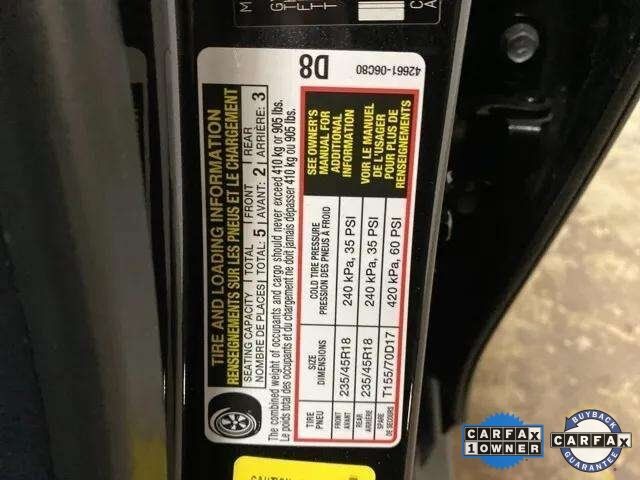 TIRE AND LOADING INFORMATION
RENSEIGNEMENTS SUR LES PNEUS ET LE CHARGEMENT
SEATING CAPACITY TOTAL FRONT REAR
NOMBRE DE PLACES TOTAL: 5 AVANT: 2 ARRIÈRE: 3
The combined weight of occupants and cargo should never exceed 410 kg or 905 lbs.
Le poids total des occupants et du chargement ne doit jamais dépasser 410 kg ou 905 lbs.
TIRE SIZE COLD TIRE PRESSURE
PNEU DIMENSIONS PRESSION DES PNEUS À FROID
FRONT
AVANT
235/45R18 240 kPa, 35 PSI
REAR
ARRIÈRE
235/45R18 240 kPa, 35 PSI
SPARE
DE SECOURS
T155/70D17 420 kPa, 60 PSI
SEE OWNER'S
MANUAL FOR
ADDITIONAL
INFORMATION
VOIR LE MANUEL
DE L'USAGER
POUR PLUS DE
RENSEIGNEMENTS
D8
42661-06C80
CAUTION
CARFAX
1 OWNER
BUYBACK
CARFAX
GUARANTEE